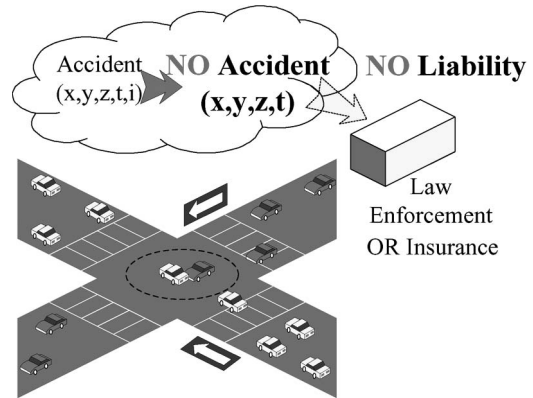 Accident
(x,y,z,t,i)
NO Accident
(x,y,z,t)
NO Liability
Law
Enforcement
OR Insurance